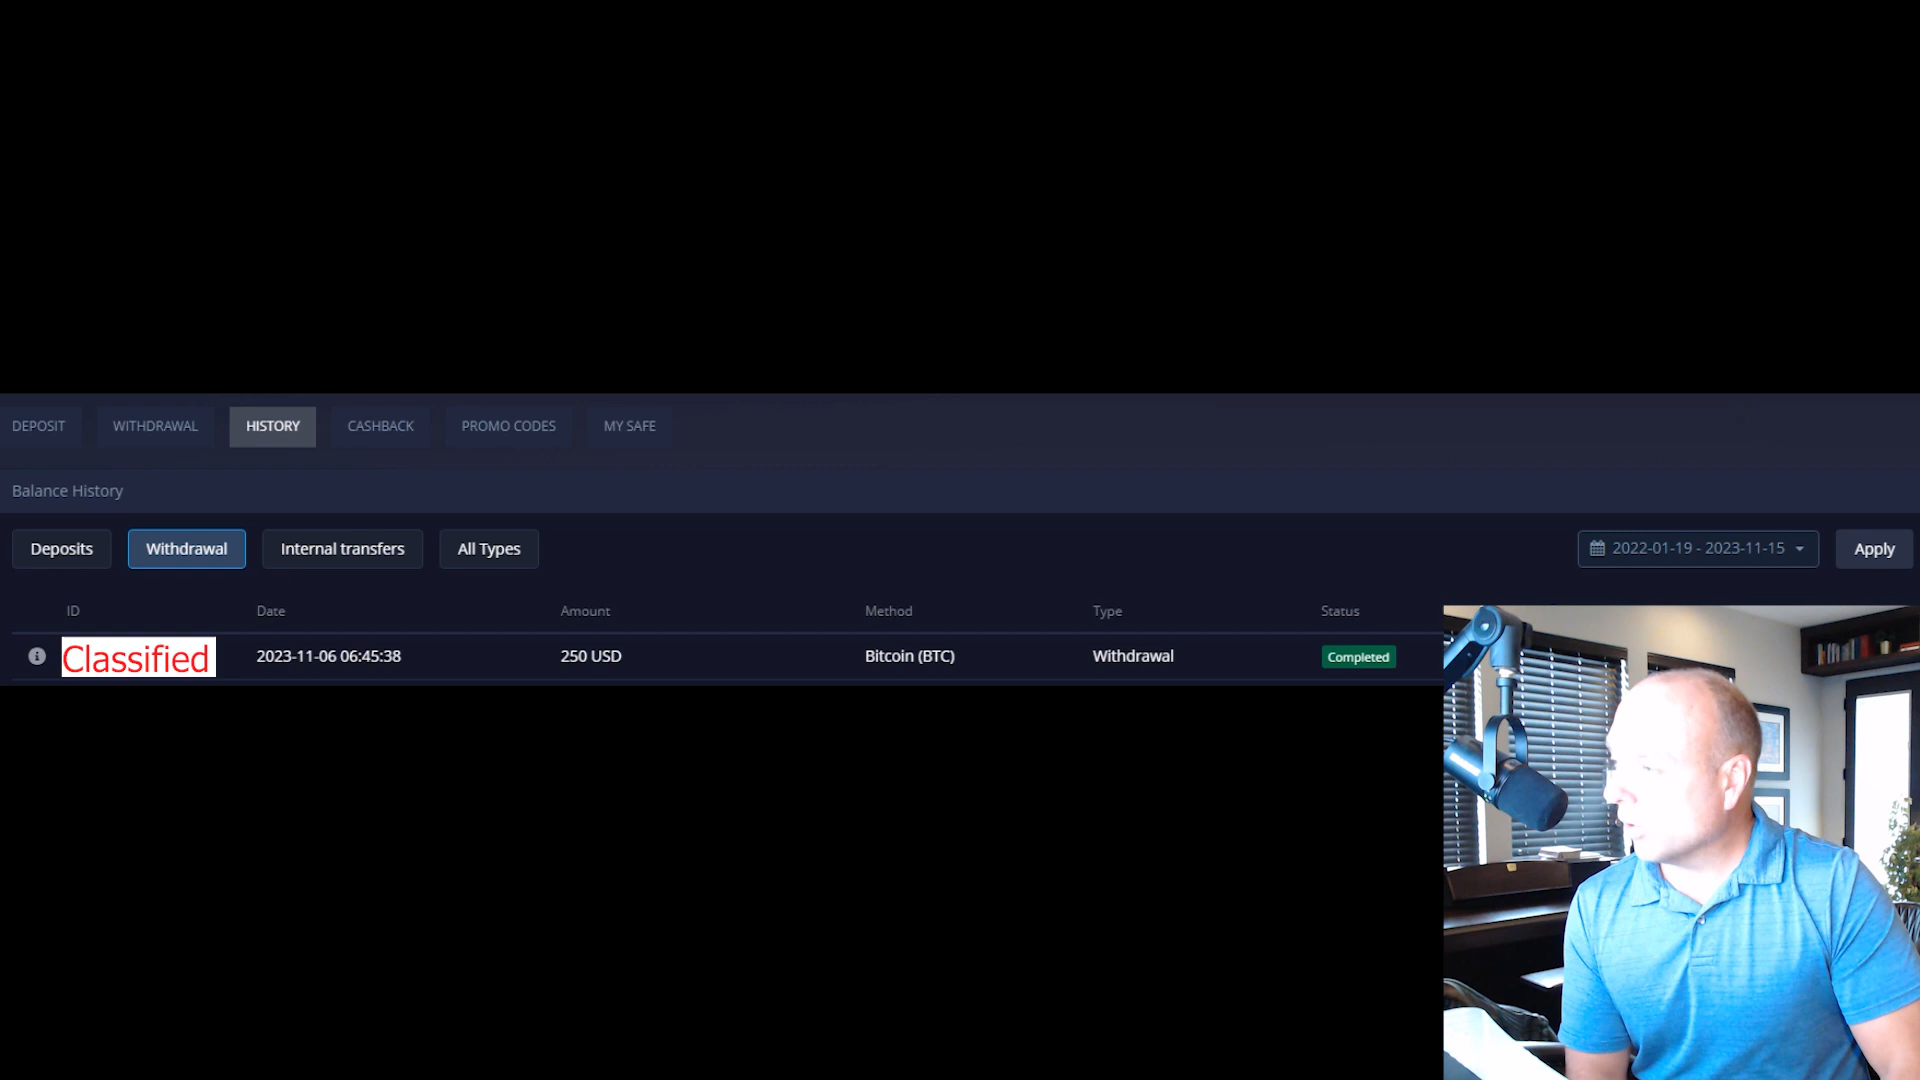 DEPOSIT WITHDRAWAL HISTORY CASHBACK PROMO CODES MY SAFE
Balance History
Deposits Withdrawal Internal transfers All Types 2022-01-19 - 2023-11-15 Apply
ID Date Amount Method Type Status
Classified 2023-11-06 06:45:38 250 USD Bitcoin (BTC) Withdrawal Completed